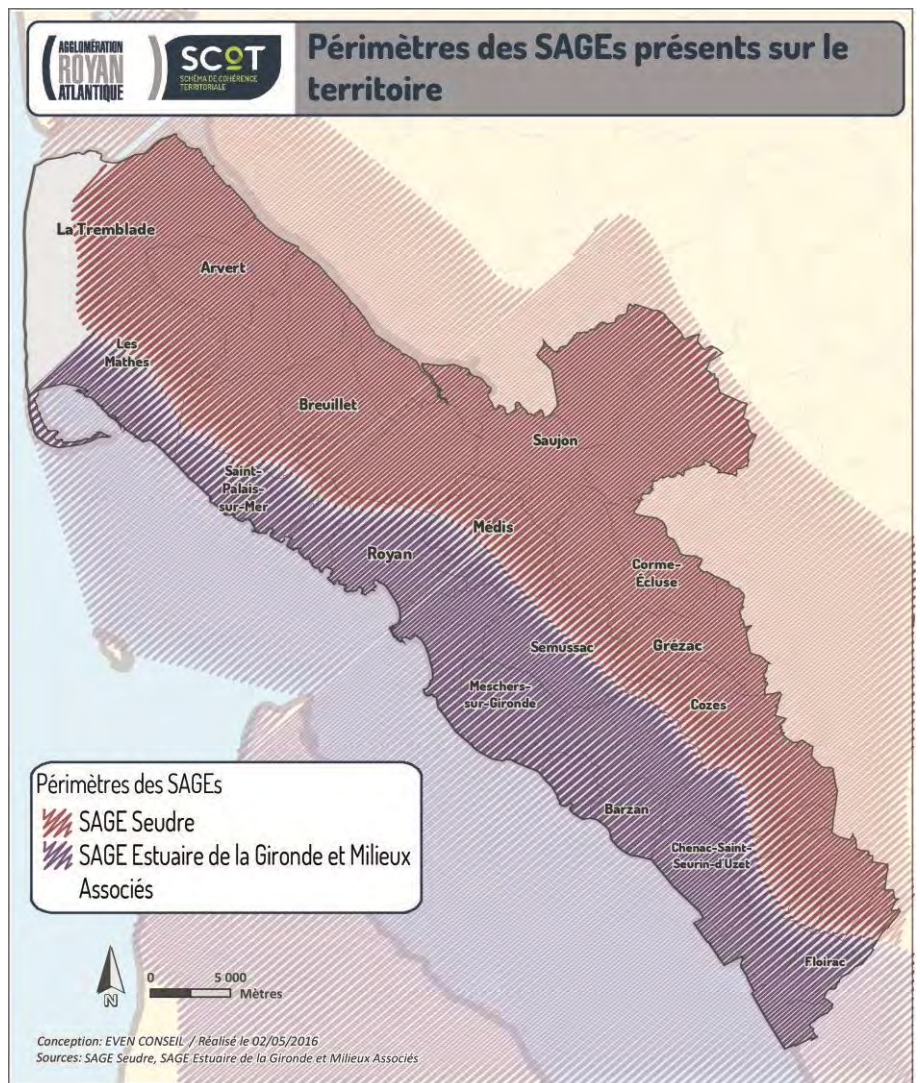 AGGLOMÉRATION
ROYAN
ATLANTIQUE
SCOT
SCHÉMA DE COHÉRENCE
TERRITORIALE
Périmètres des SAGEs présents sur le
territoire
La Tremblade
Arvert
Les
Mathes
Breuillet
Saujon
Saint-
Palais-
sur-Mer
Médis
Royan
Corme-
Écluse
Semussac
Grézac
Meschers-
sur-Gironde
Cozes
Barzan
Chenac-Saint-
Seurin-d'Uzet
Floirac
Périmètres des SAGEs
SAGE Seudre
SAGE Estuaire de la Gironde et Milieux
Associés
N
0 5 000
Mètres
Conception: EVEN CONSEIL / Réalisé le 02/05/2016
Sources: SAGE Seudre, SAGE Estuaire de la Gironde et Milieux Associés